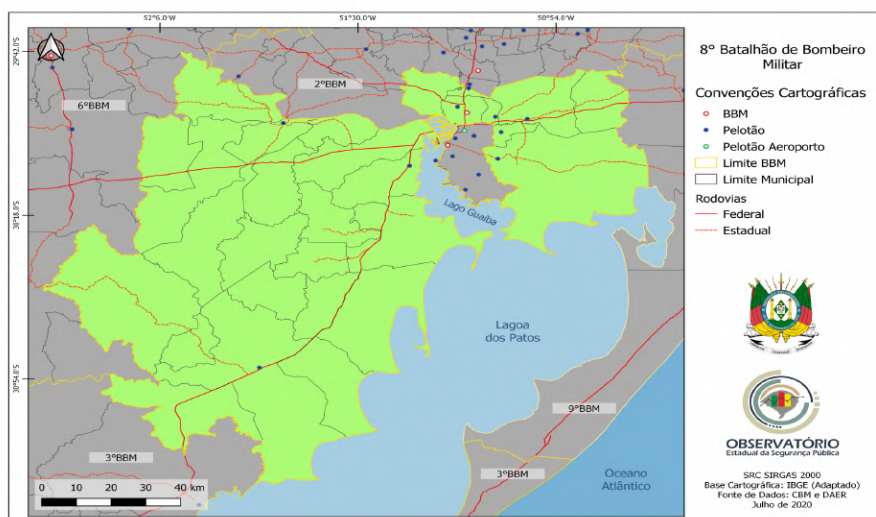 52°6.0'W
51°30.0'W
50°54.0'W
29°42.0'S
30°18.0'S
30°54.0'S
2°BBM
6°BBM
Lago Guaíba
Lagoa
dos Patos
9°BBM
3°BBM
3°BBM
Oceano
Atlântico
0 10 20 30 40 km
8° Batalhão de Bombeiro
Militar
Convenções Cartográficas
BBM
Pelotão
Pelotão Aeroporto
Limite BBM
Limite Municipal
Rodovias
Federal
Estadual
OBSERVATÓRIO
Estadual da Segurança Pública
SRC SIRGAS 2000
Base Cartográfica: IBGE (Adaptado)
Fonte de Dados: CBM e DAER
Julho de 2020